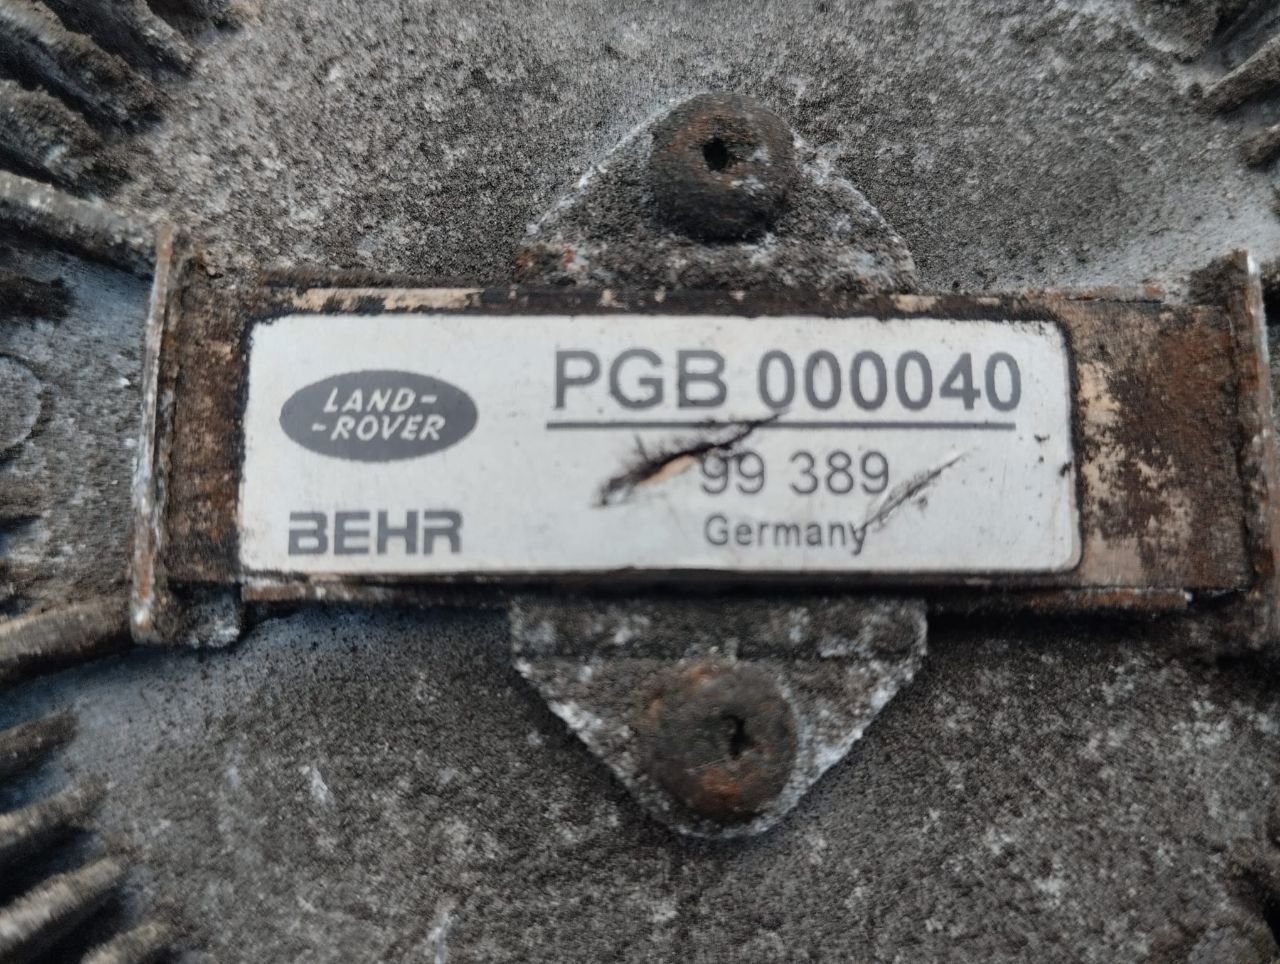 LAND-
-ROVER
PGB 000040
99 389
BEHR
Germany